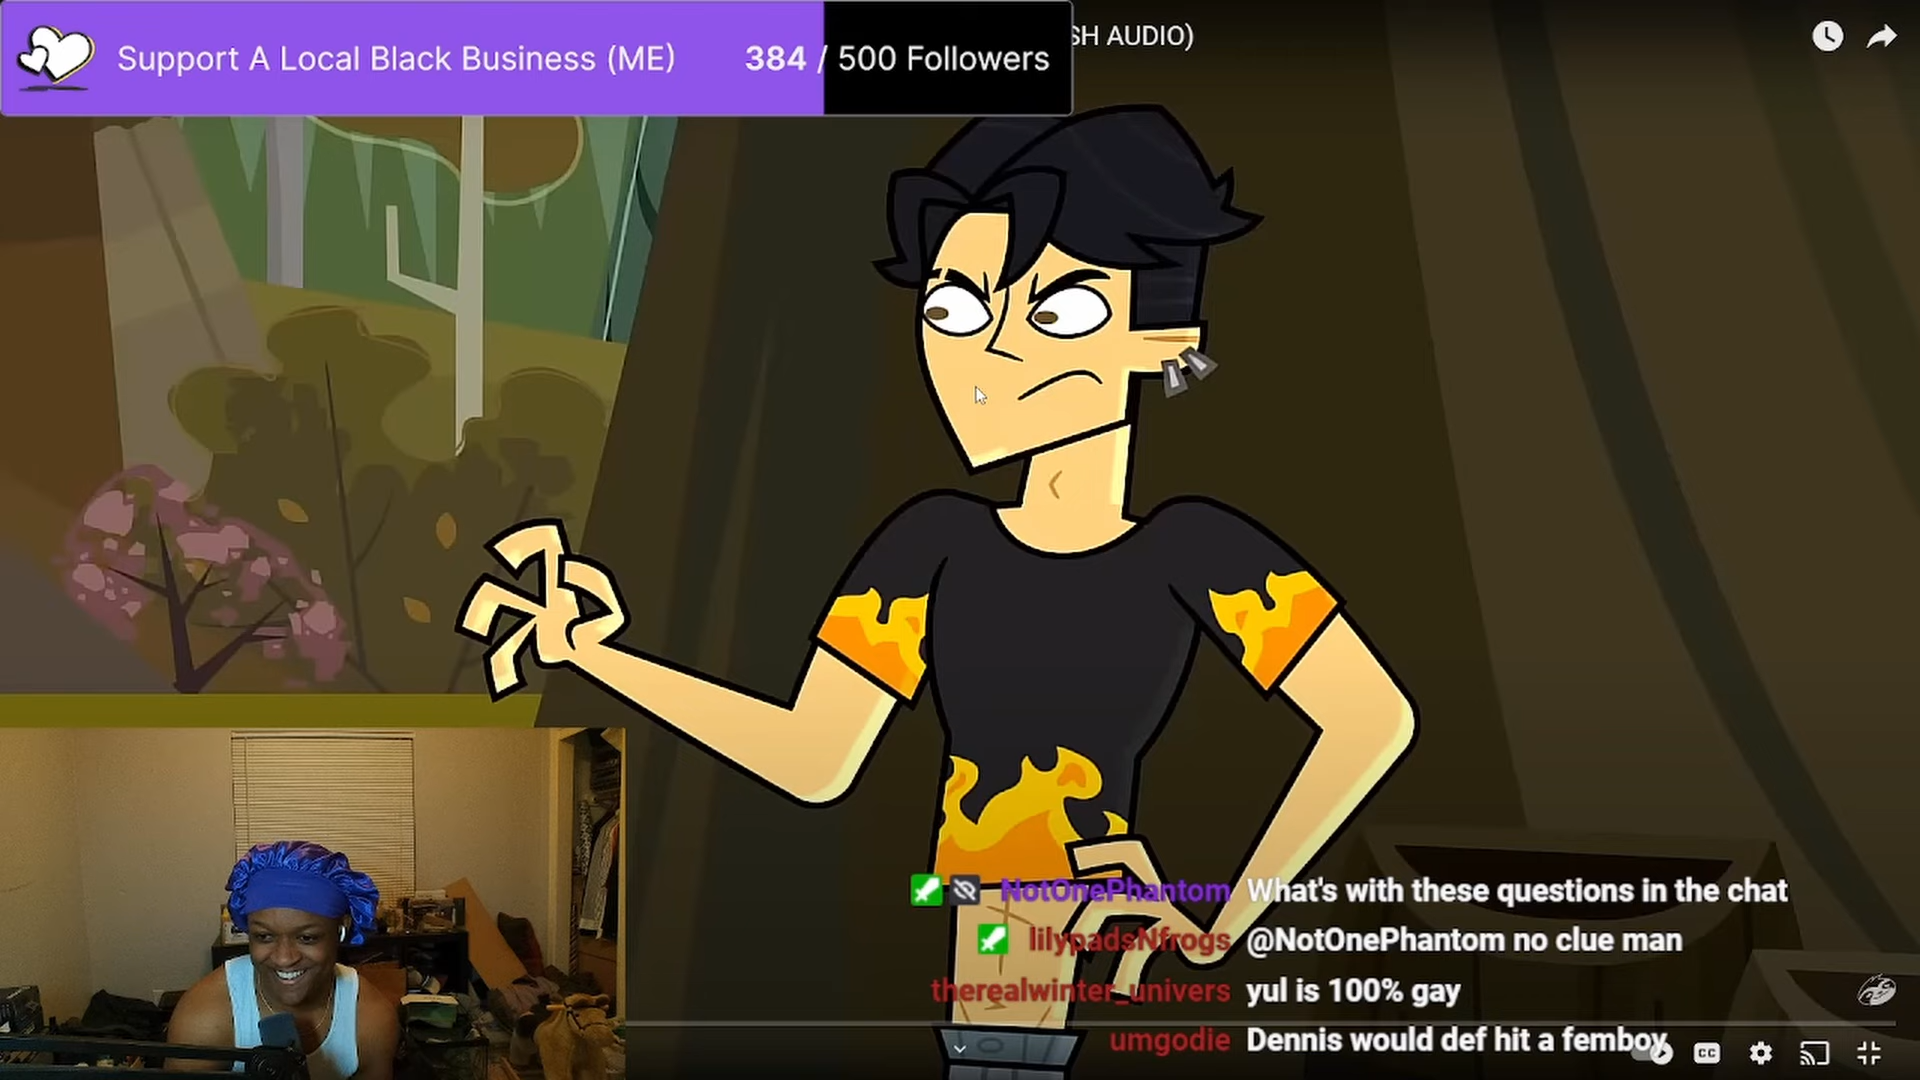 Support A Local Black Business (ME) 384 / 500 Followers
SH AUDIO)
NotOnePhantom What's with these questions in the chat
lilypadsNfrogs @NotOnePhantom no clue man
therealwinter_univers yul is 100% gay
umgodie Dennis would def hit a femboy
CC